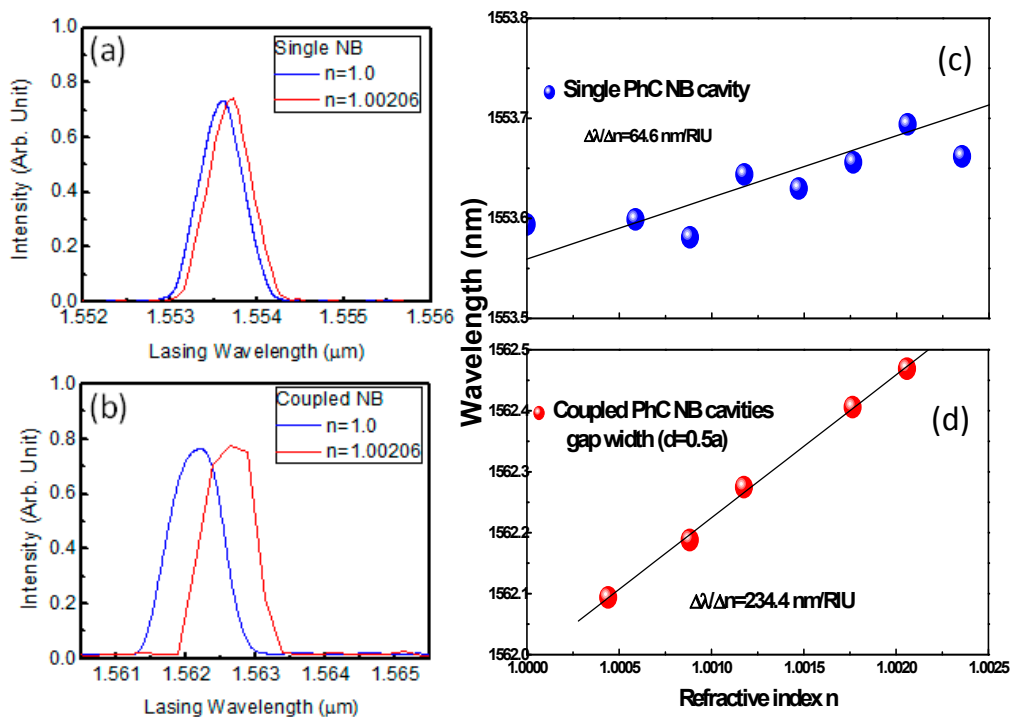 (a)
Single NB
n=1.0
n=1.00206
1.0
0.8
0.6
0.4
0.2
0.0
Intensity (Arb. Unit)
1.552 1.553 1.554 1.555 1.556
Lasing Wavelength (μm)
(b)
Coupled NB
n=1.0
n=1.00206
1.0
0.8
0.6
0.4
0.2
0.0
Intensity (Arb. Unit)
1.561 1.562 1.563 1.564 1.565
Lasing Wavelength (μm)
Wavelength (nm)
(c)
Single PhC NB cavity
Δλ/Δn=64.6 nm/RIU
1553.8
1553.7
1553.6
1553.5
(d)
Coupled PhC NB cavities
gap width (d=0.5a)
Δλ/Δn=234.4 nm/RIU
1562.5
1562.4
1562.3
1562.2
1562.1
1562.0
1.0000 1.0005 1.0010 1.0015 1.0020 1.0025
Refractive index n